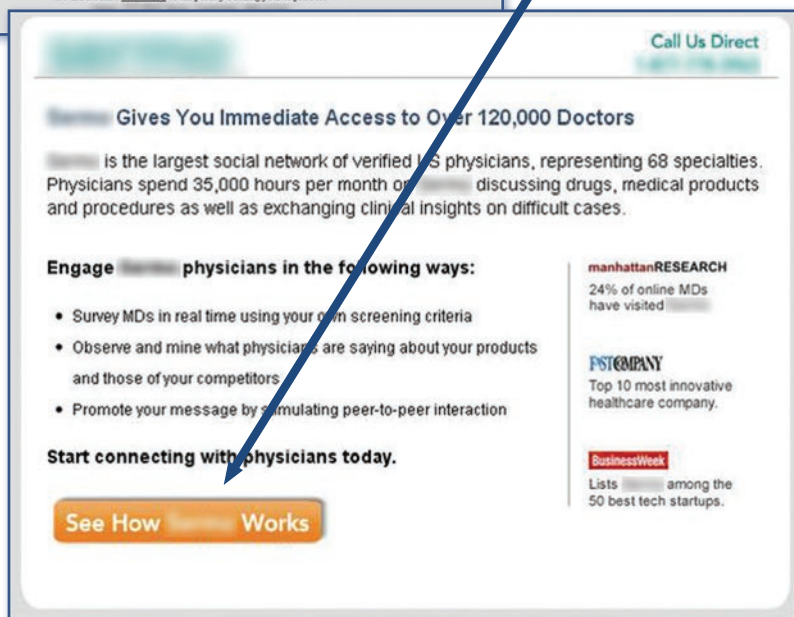 Call Us Direct
Gives You Immediate Access to Over 120,000 Doctors
is the largest social network of verified US physicians, representing 68 specialties.
Physicians spend 35,000 hours per month on discussing drugs, medical products
and procedures as well as exchanging clinical insights on difficult cases.
Engage physicians in the following ways:
• Survey MDs in real time using your own screening criteria
• Observe and mine what physicians are saying about your products
and those of your competitors
• Promote your message by stimulating peer-to-peer interaction
Start connecting with physicians today.
See How Works
manhattanRESEARCH
24% of online MDs
have visited
FAST COMPANY
Top 10 most innovative
healthcare company.
BusinessWeek
Lists among the
50 best tech startups.